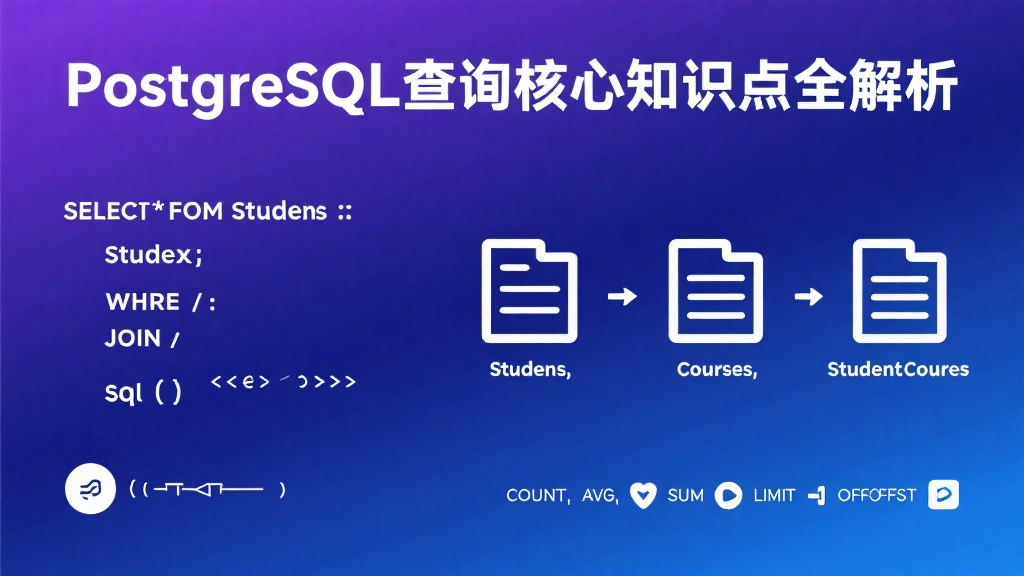 PostgreSQL查询核心知识点全解析
SELECT* FOM Studens ::
Studex;
WHRE / :
JOIN /
sql ( )
Studens,
Courses,
StudentCoures
COUNT, AVG, SUM LIMIT OFFCFFST